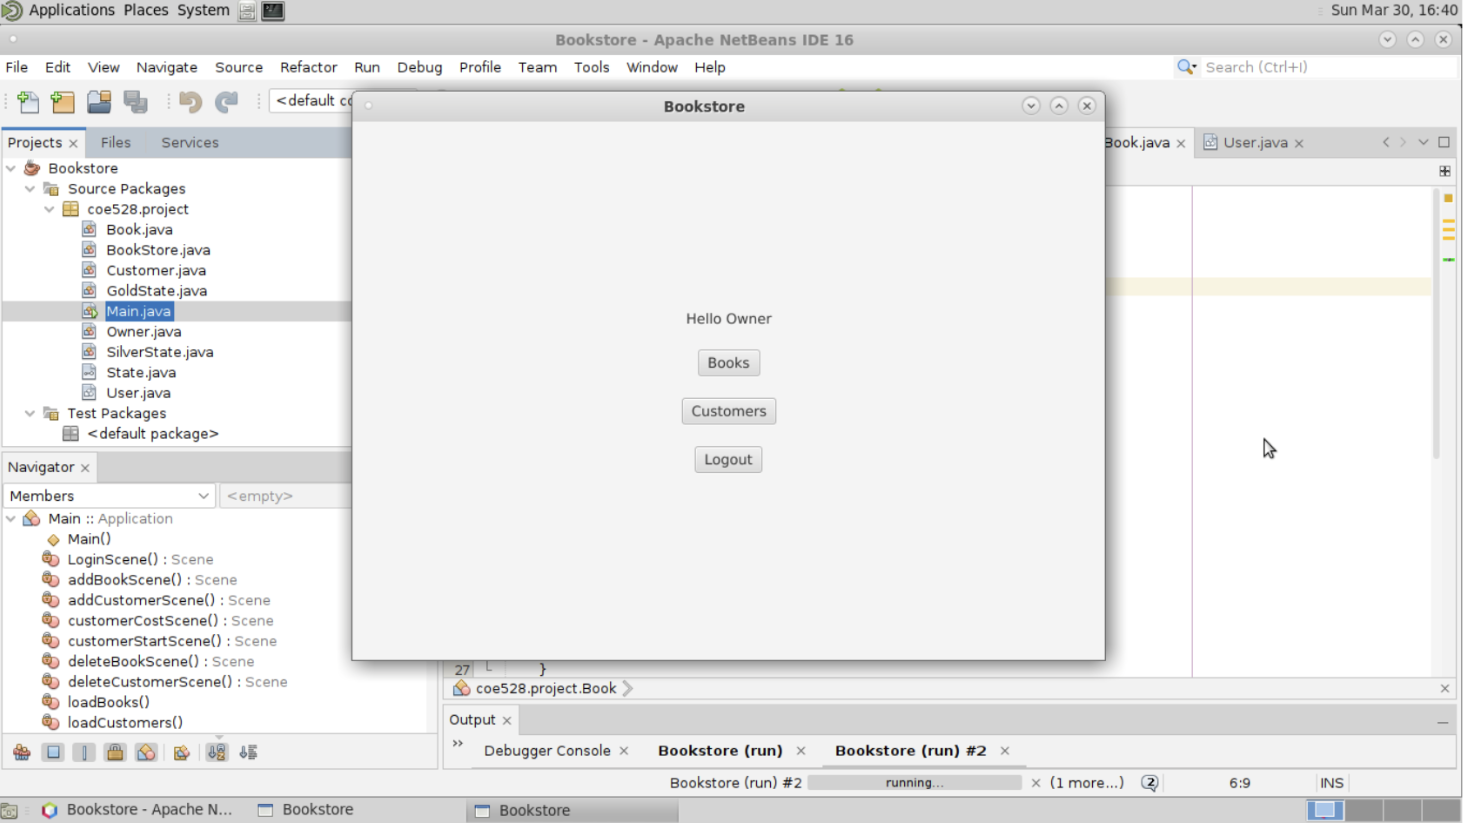 Applications Places System
Sun Mar 30, 16:40
Bookstore - Apache NetBeans IDE 16
File Edit View Navigate Source Refactor Run Debug Profile Team Tools Window Help
Search (Ctrl+I)
<default co
Bookstore
Projects Files Services
Book.java User.java
Bookstore
Source Packages
coe528.project
Book.java
BookStore.java
Customer.java
GoldState.java
Main.java
Owner.java
SilverState.java
State.java
User.java
Test Packages
<default package>
Hello Owner
Books
Customers
Logout
Navigator
Members
<empty>
Main :: Application
Main()
LoginScene() : Scene
addBookScene() : Scene
addCustomerScene() : Scene
customerCostScene() : Scene
customerStartScene() : Scene
deleteBookScene() : Scene
deleteCustomerScene() : Scene
loadBooks()
loadCustomers()
27 }
coe528.project.Book
Output
Debugger Console Bookstore (run) Bookstore (run) #2
Bookstore (run) #2 running... (1 more...) 2 6:9 INS
Bookstore - Apache N... Bookstore Bookstore